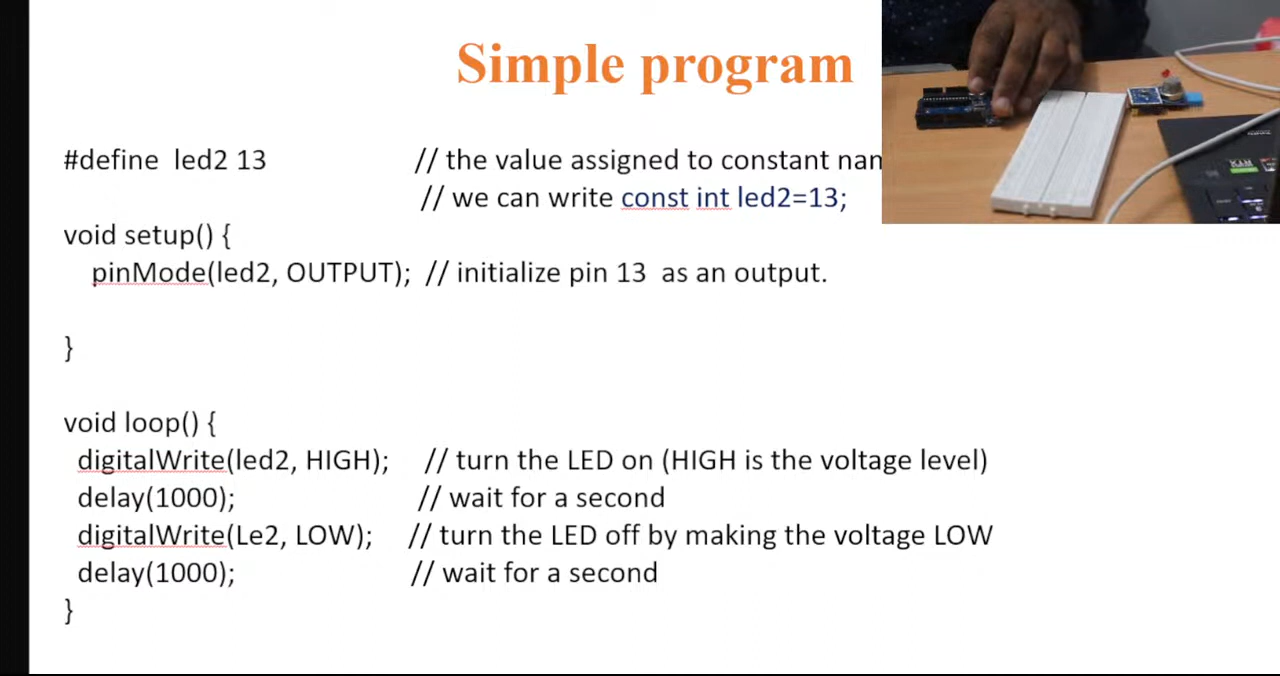 Simple program
#define led2 13 // the value assigned to constant
// we can write const int led2=13;
void setup() {
pinMode(led2, OUTPUT); // initialize pin 13 as an output.
}
void loop() {
digitalWrite(led2, HIGH); // turn the LED on (HIGH is the voltage level)
delay(1000); // wait for a second
digitalWrite(Le2, LOW); // turn the LED off by making the voltage LOW
delay(1000); // wait for a second
}